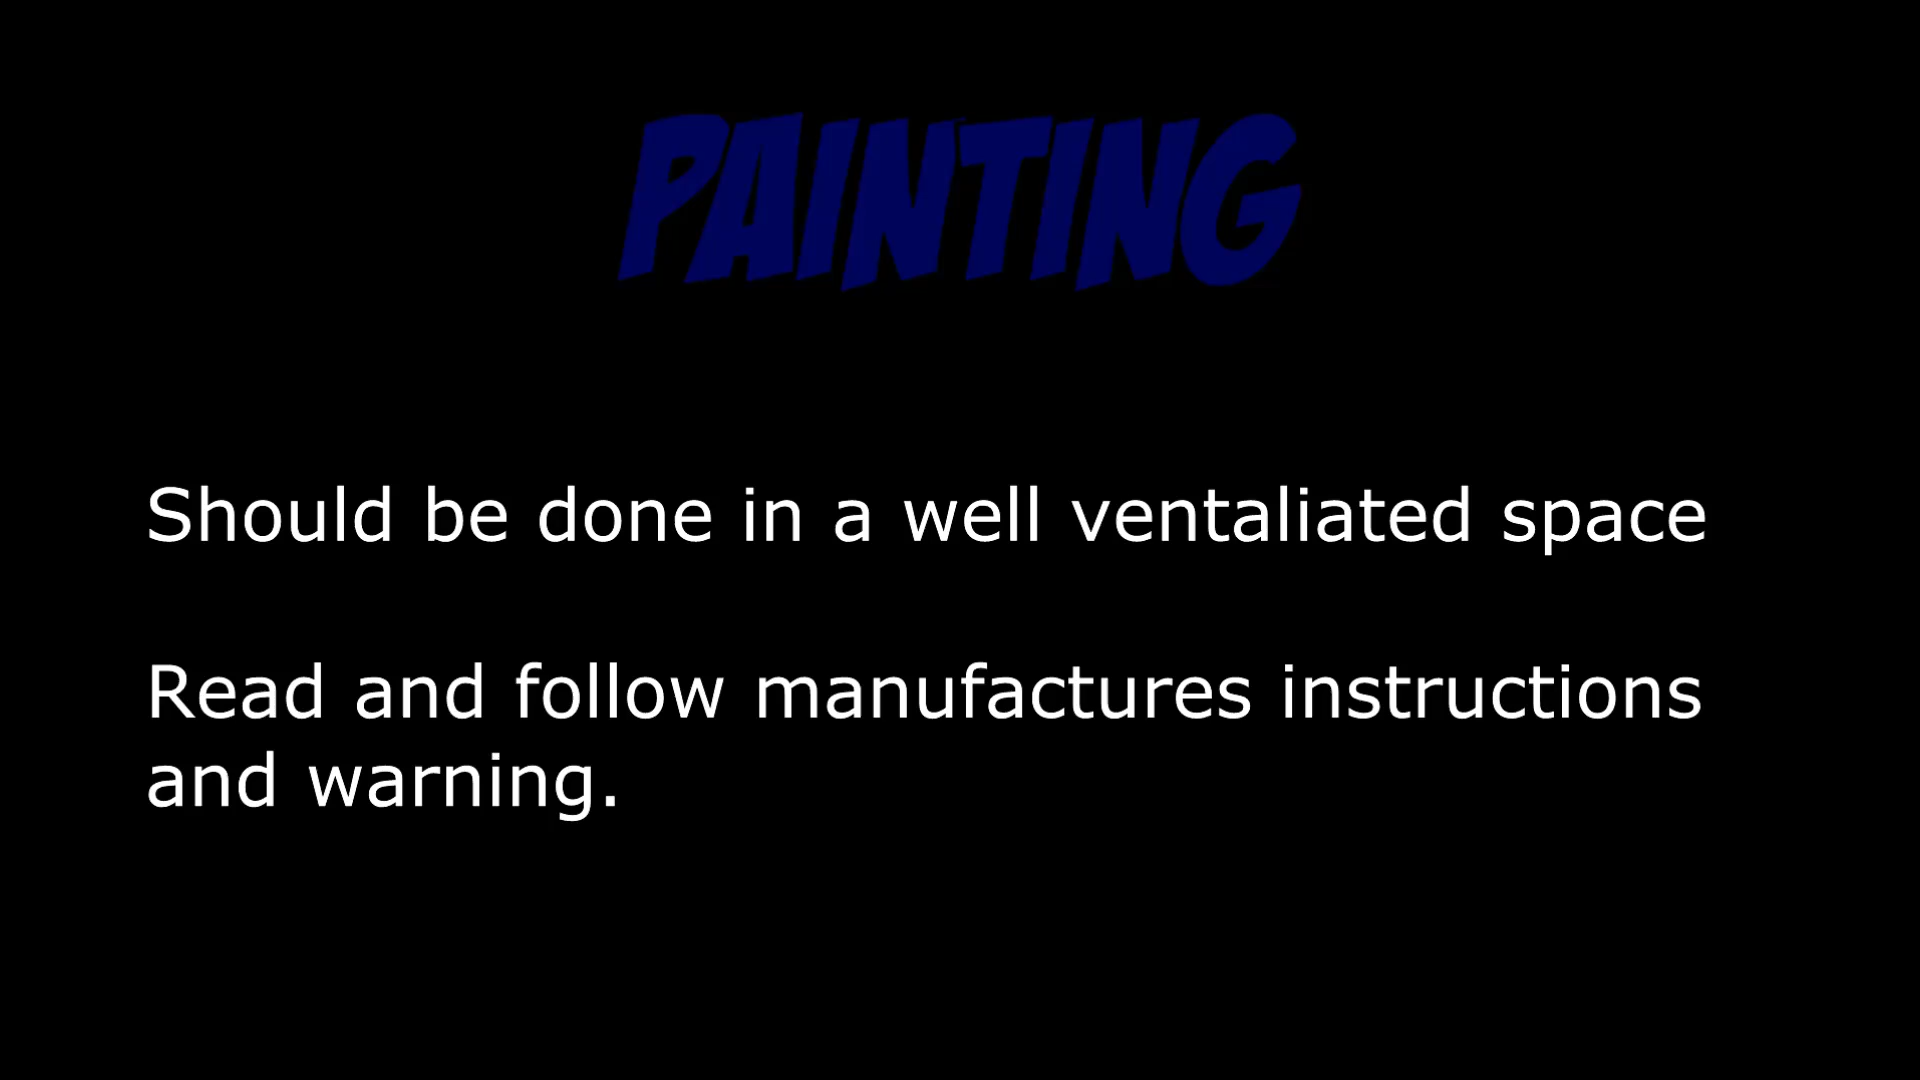 PAINTING
Should be done in a well ventaliated space
Read and follow manufactures instructions
and warning.